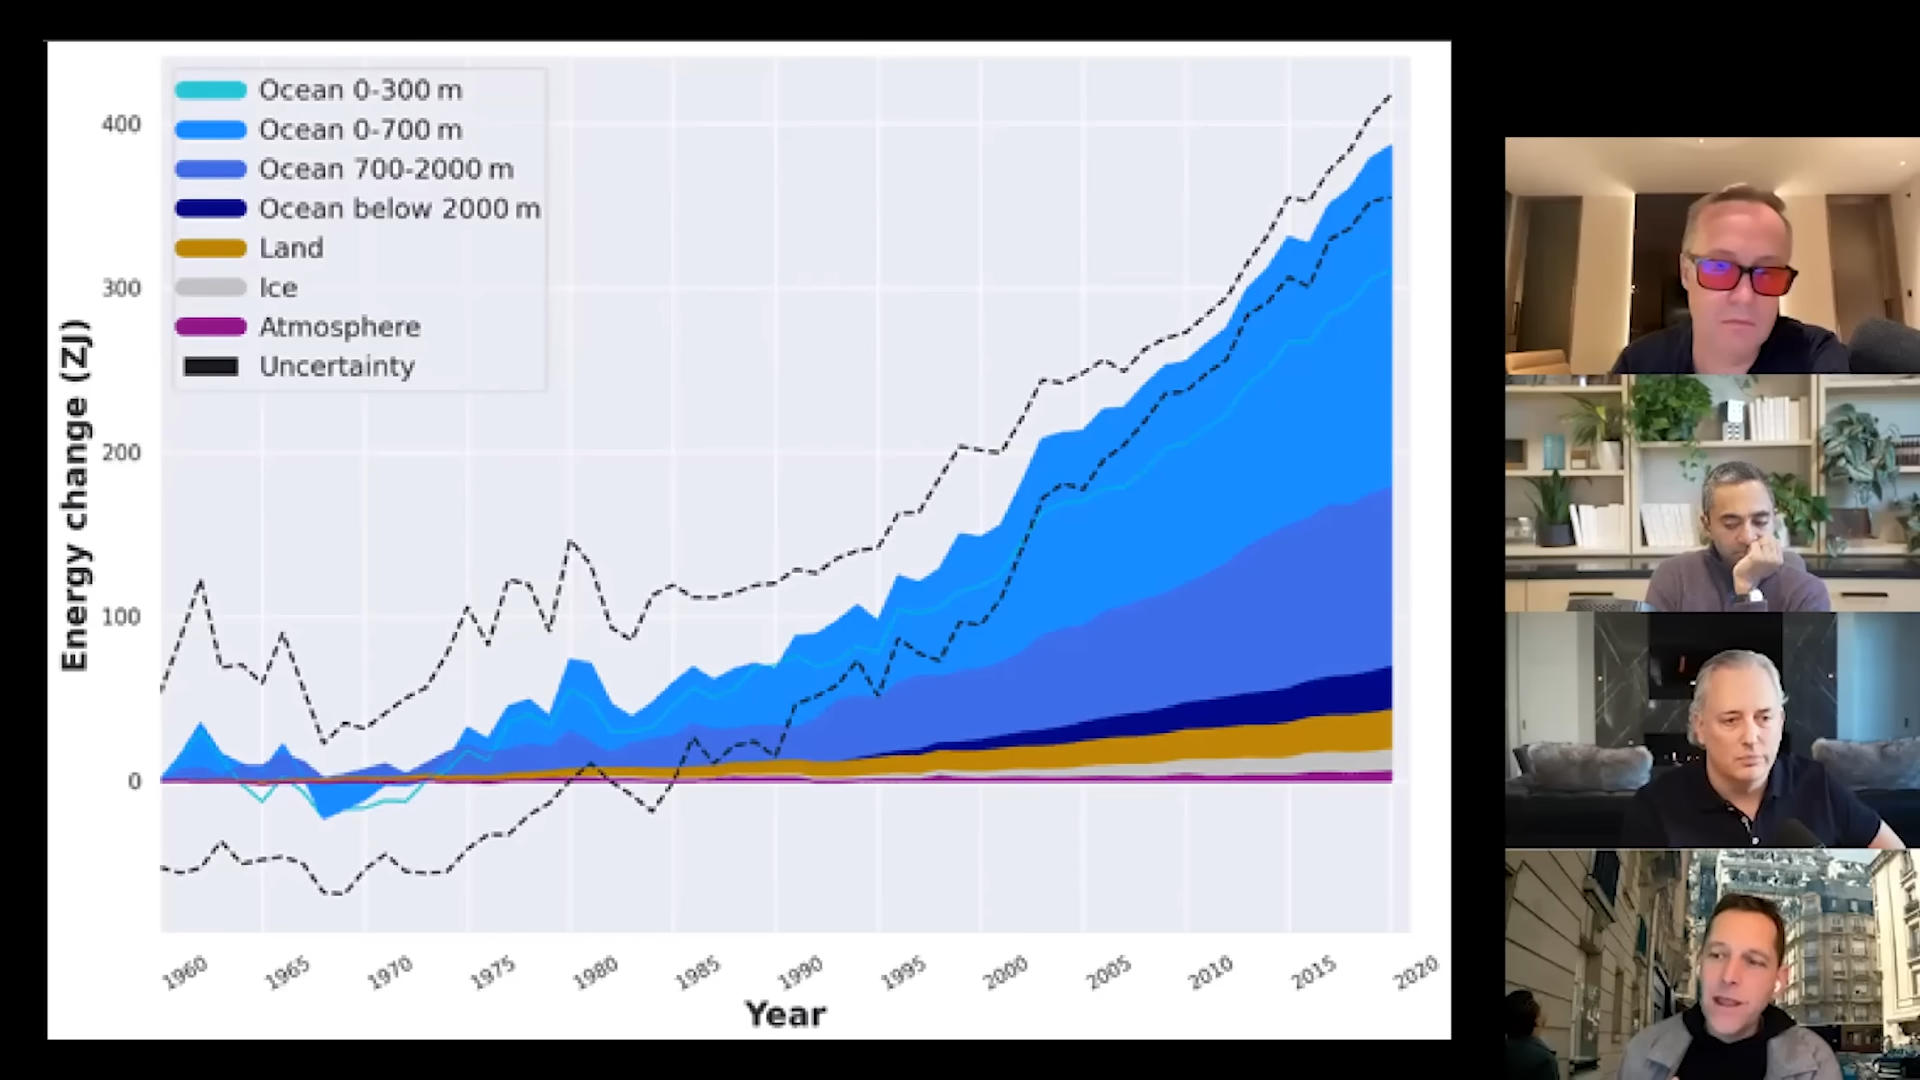 Ocean 0-300 m
Ocean 0-700 m
Ocean 700-2000 m
Ocean below 2000 m
Land
Ice
Atmosphere
Uncertainty
400
300
200
100
0
Energy change (ZJ)
1960 1965 1970 1975 1980 1985 1990 1995 2000 2005 2010 2015 2020
Year